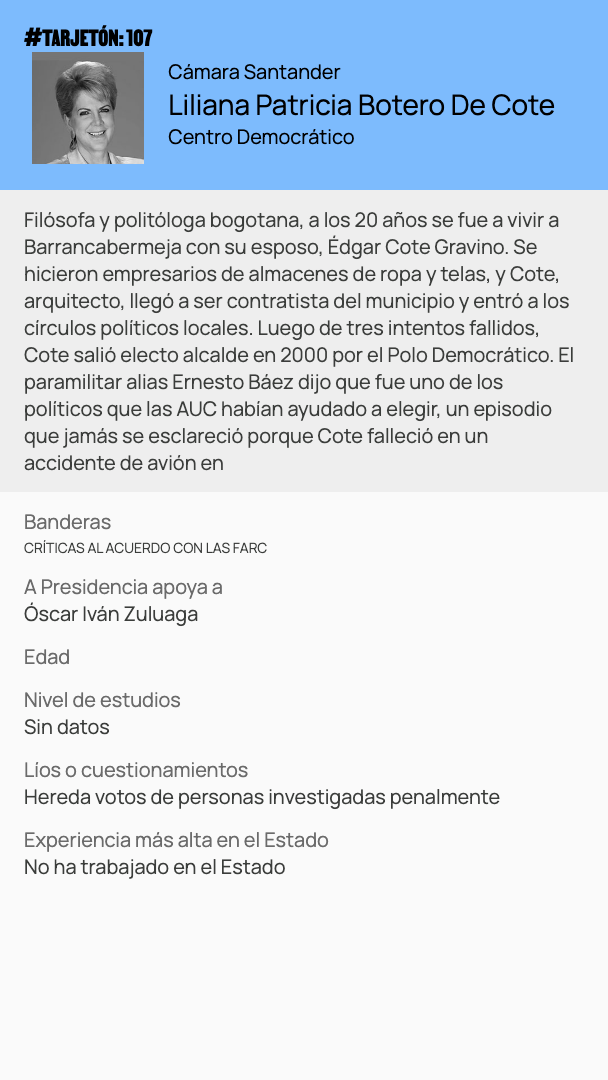 #TARJETÓN: 107
Cámara Santander
Liliana Patricia Botero De Cote
Centro Democrático
Filósofa y politóloga bogotana, a los 20 años se fue a vivir a
Barrancabermeja con su esposo, Édgar Cote Gravino. Se
hicieron empresarios de almacenes de ropa y telas, y Cote,
arquitecto, llegó a ser contratista del municipio y entró a los
círculos políticos locales. Luego de tres intentos fallidos,
Cote salió electo alcalde en 2000 por el Polo Democrático. El
paramilitar alias Ernesto Báez dijo que fue uno de los
políticos que las AUC habían ayudado a elegir, un episodio
que jamás se esclareció porque Cote falleció en un
accidente de avión en
Banderas
CRÍTICAS AL ACUERDO CON LAS FARC
A Presidencia apoya a
Óscar Iván Zuluaga
Edad
Nivel de estudios
Sin datos
Líos o cuestionamientos
Hereda votos de personas investigadas penalmente
Experiencia más alta en el Estado
No ha trabajado en el Estado